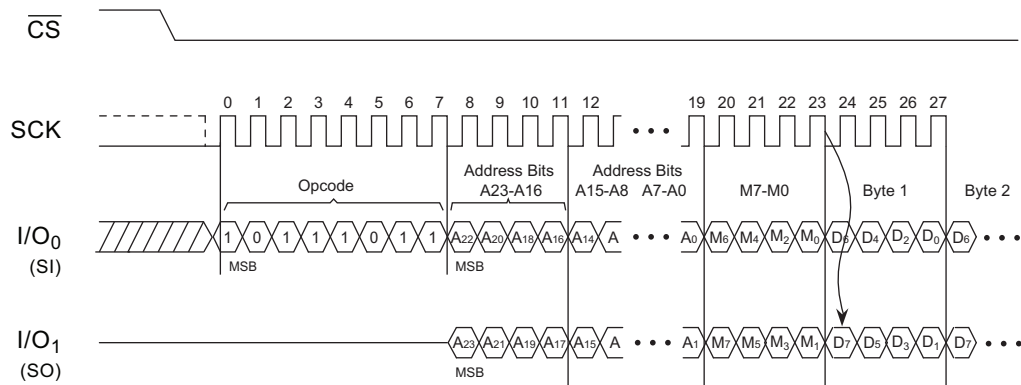 CS
0 1 2 3 4 5 6 7 8 9 10 11 12 19 20 21 22 23 24 25 26 27
SCK
Opcode
Address Bits
A23-A16
Address Bits
A15-A8 A7-A0
M7-M0
Byte 1
Byte 2
I/O0
(SI)
1 0 1 1 1 0 1 1 A22 A20 A18 A16 A14 A A0 M6 M4 M2 M0 D6 D4 D2 D0 D6
MSB
MSB
I/O1
(SO)
A23 A21 A19 A17 A15 A A1 M7 M5 M3 M1 D7 D5 D3 D1 D7
MSB